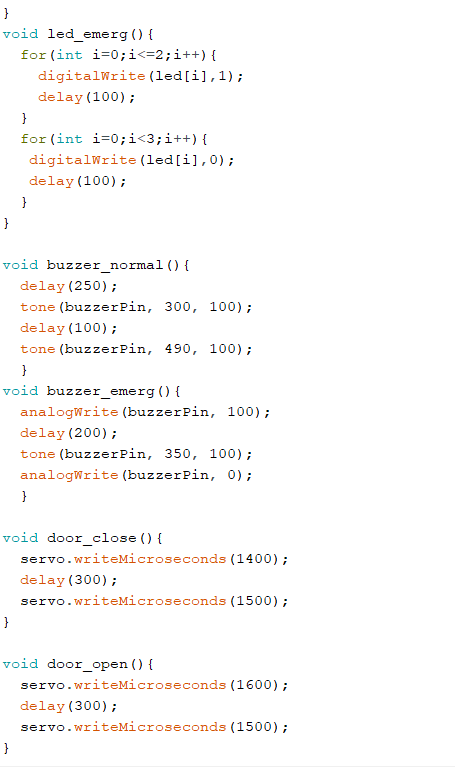 }
void led_emerg(){
  for(int i=0;i<=2;i++){
    digitalWrite(led[i],1);
    delay(100);
  }
  for(int i=0;i<3;i++){
   digitalWrite(led[i],0);
   delay(100);
  }
}

void buzzer_normal(){
  delay(250);
  tone(buzzerPin, 300, 100);
  delay(100);
  tone(buzzerPin, 490, 100);
  }
void buzzer_emerg(){
  analogWrite(buzzerPin, 100);
  delay(200);
  tone(buzzerPin, 350, 100);
  analogWrite(buzzerPin, 0);
  }

void door_close(){
  servo.writeMicroseconds(1400);
  delay(300);
  servo.writeMicroseconds(1500);
}

void door_open(){
  servo.writeMicroseconds(1600);
  delay(300);
  servo.writeMicroseconds(1500);
}